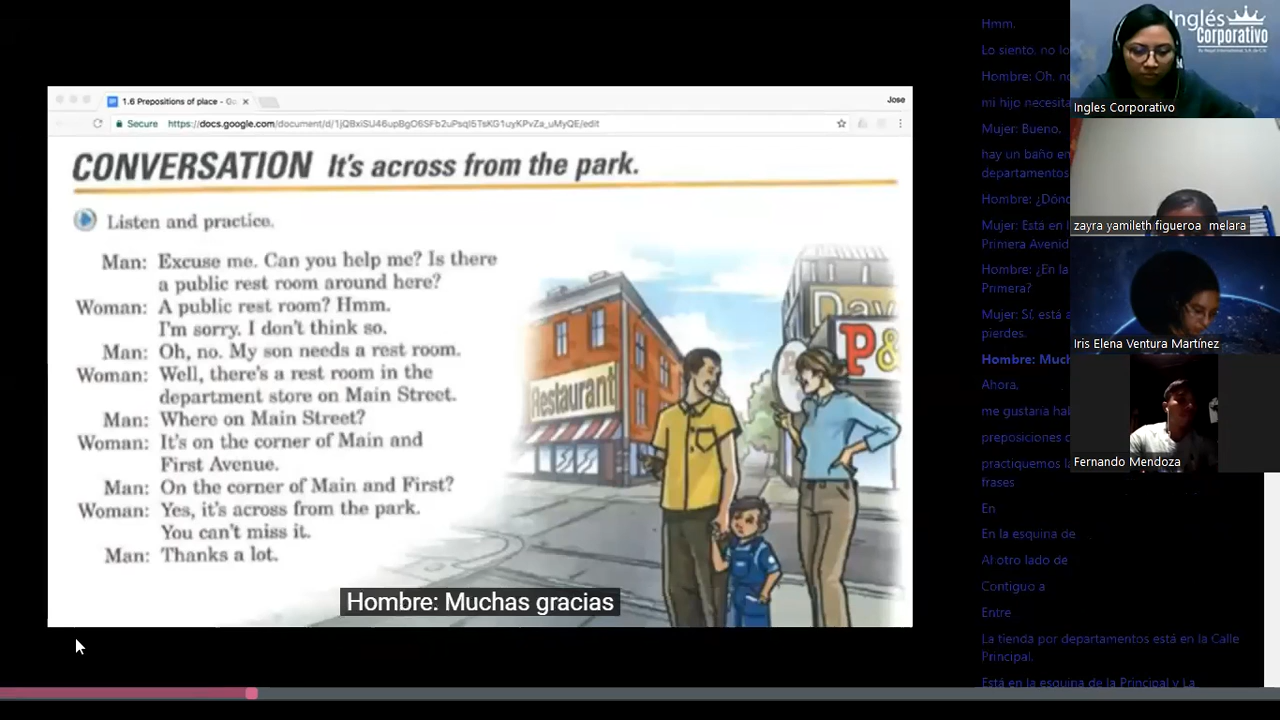 1.6 Prepositions of place - Go
Jose
Secure
https://docs.google.com/document/d/1jQBxiSU46upBgO6SFb2uPsqI5TsKG1uyKPvZa_uMyQE/edit
CONVERSATION It's across from the park.
Listen and practice.
Man: Excuse me. Can you help me? Is there
a public rest room around here?
Woman: A public rest room? Hmm.
I'm sorry. I don't think so.
Man: Oh, no. My son needs a rest room.
Woman: Well, there's a rest room in the
department store on Main Street.
Man: Where on Main Street?
Woman: It's on the corner of Main and
First Avenue.
Man: On the corner of Main and First?
Woman: Yes, it's across from the park.
You can't miss it.
Man: Thanks a lot.
Restaurant
Dav
P&
Hombre: Muchas gracias
Hmm.
Lo siento, no lo
Hombre: Oh, no
mi hijo necesita
Mujer: Bueno,
hay un baño en
departamentos
Hombre: ¿Dónd
Mujer: Está en l
Primera Avenid
Hombre: ¿En la
Primera?
Mujer: Sí, está a
pierdes.
Hombre: Much
Ahora,
me gustaría hab
preposiciones d
practiquemos la
frases
En
En la esquina de
Al otro lado de
Contiguo a
Entre
La tienda por departamentos está en la Calle
Principal.
Está en la esquina de la Principal y La
Inglés
Corporativo
Ingles Corporativo
zayra yamileth figueroa melara
Iris Elena Ventura Martínez
Fernando Mendoza